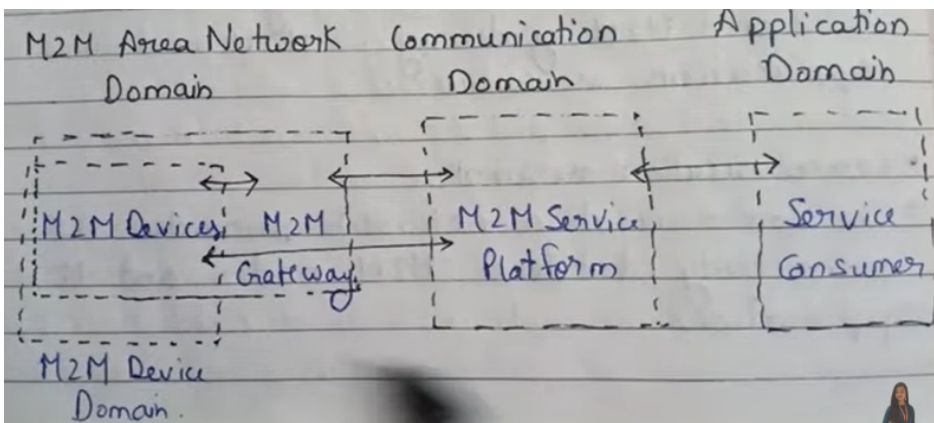 M2M Area Network
Domain
Communication
Domain
Application
Domain
M2M Devices
M2M
Gateway
M2M Service
Platform
Service
Consumer
M2M Device
Domain.